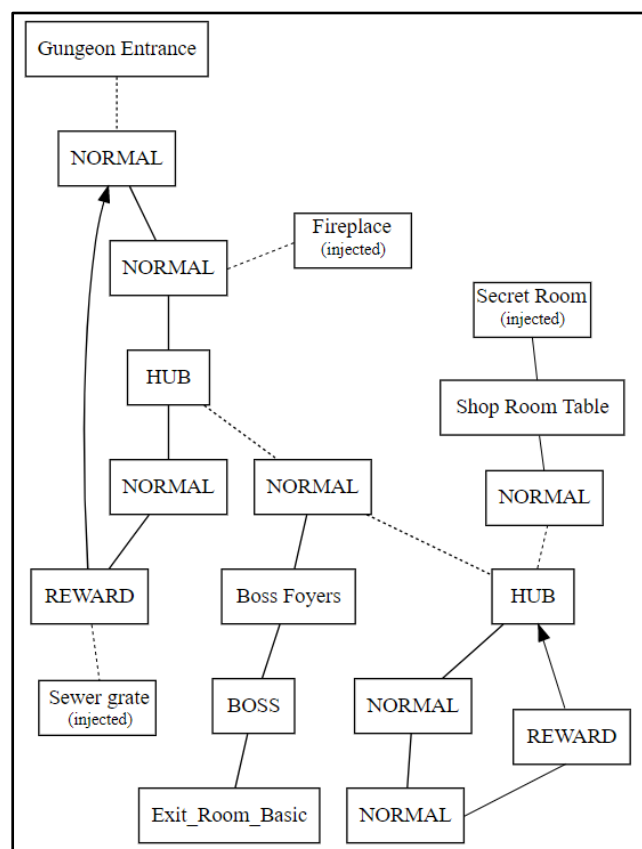 Gungeon Entrance
NORMAL
Fireplace
(injected)
NORMAL
Secret Room
(injected)
HUB
Shop Room Table
NORMAL
NORMAL
NORMAL
REWARD
Boss Foyers
HUB
Sewer grate
(injected)
BOSS
NORMAL
REWARD
Exit_Room_Basic
NORMAL